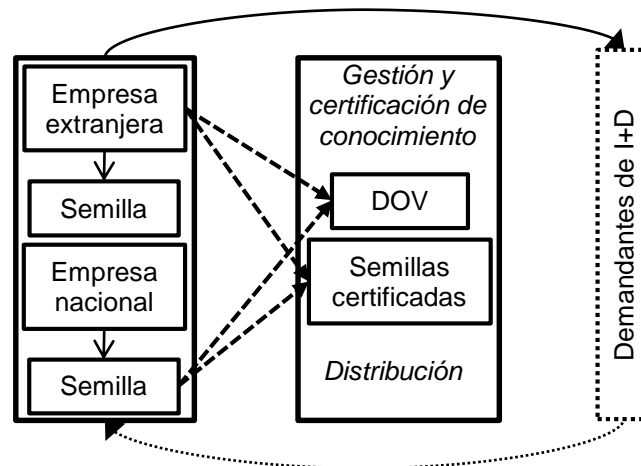 Empresa
extranjera
Semilla
Empresa
nacional
Semilla
Gestión y
certificación de
conocimiento
DOV
Semillas
certificadas
Distribución
Demandantes de I+D